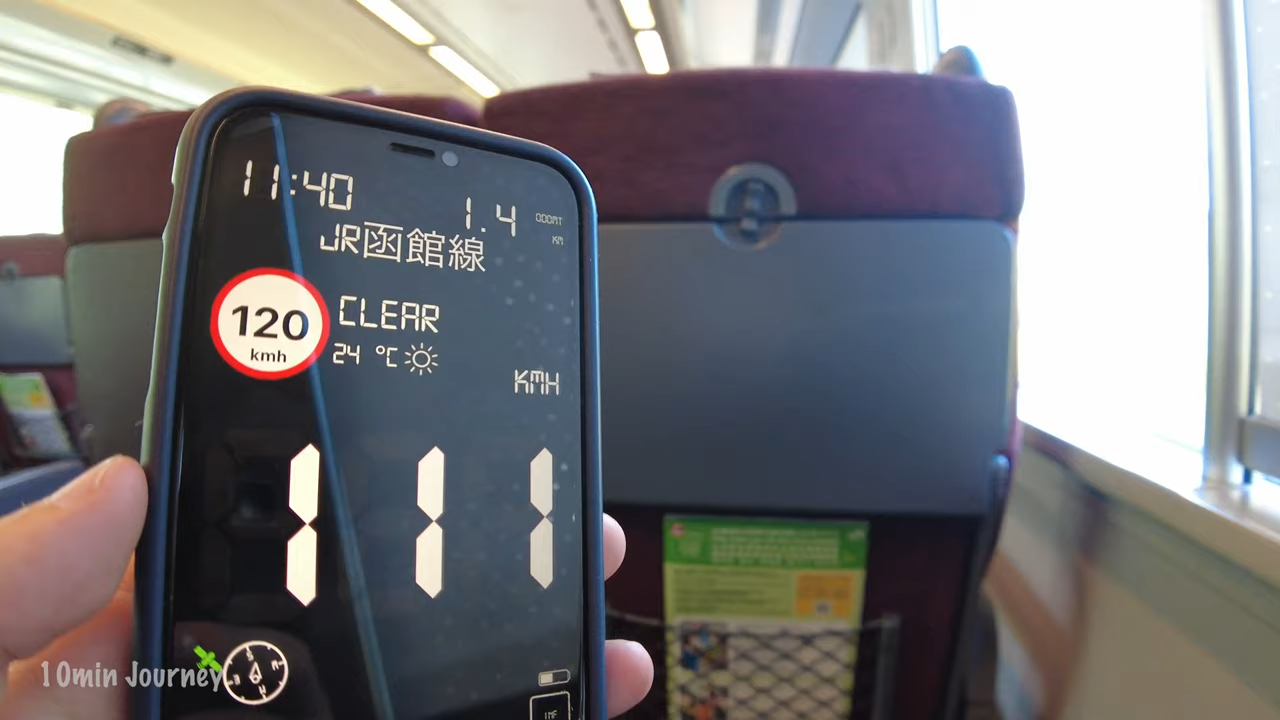 11:40
1.4 ODOMT
KM
JR函館線
120
kmh
CLEAR
24 °C
KMH
111
10min Journey